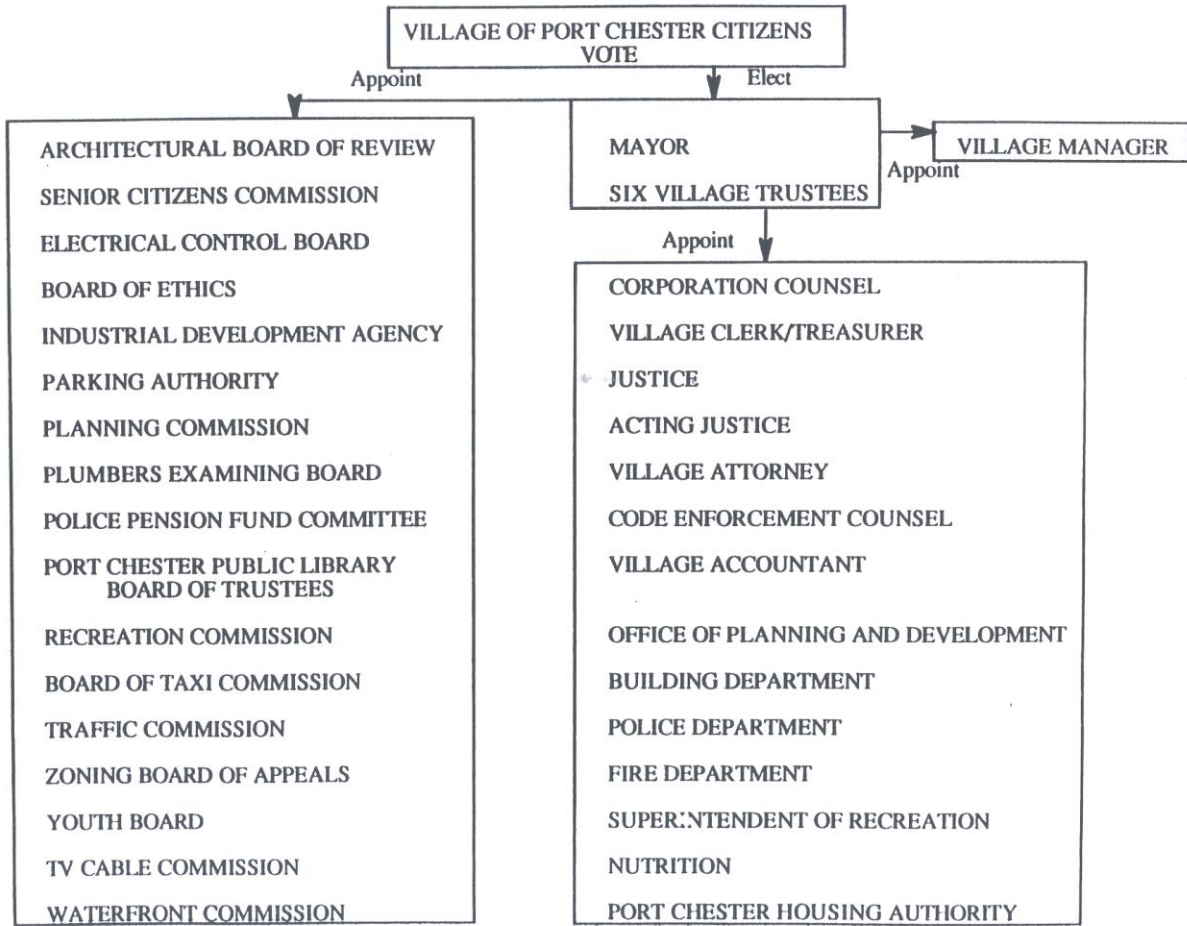 VILLAGE OF PORT CHESTER CITIZENS
VOTE
Appoint
Elect
MAYOR
SIX VILLAGE TRUSTEES
Appoint
VILLAGE MANAGER
ARCHITECTURAL BOARD OF REVIEW
SENIOR CITIZENS COMMISSION
ELECTRICAL CONTROL BOARD
BOARD OF ETHICS
INDUSTRIAL DEVELOPMENT AGENCY
PARKING AUTHORITY
PLANNING COMMISSION
PLUMBERS EXAMINING BOARD
POLICE PENSION FUND COMMITTEE
PORT CHESTER PUBLIC LIBRARY
BOARD OF TRUSTEES
RECREATION COMMISSION
BOARD OF TAXI COMMISSION
TRAFFIC COMMISSION
ZONING BOARD OF APPEALS
YOUTH BOARD
TV CABLE COMMISSION
WATERFRONT COMMISSION
Appoint
CORPORATION COUNSEL
VILLAGE CLERK/TREASURER
JUSTICE
ACTING JUSTICE
VILLAGE ATTORNEY
CODE ENFORCEMENT COUNSEL
VILLAGE ACCOUNTANT
OFFICE OF PLANNING AND DEVELOPMENT
BUILDING DEPARTMENT
POLICE DEPARTMENT
FIRE DEPARTMENT
SUPERINTENDENT OF RECREATION
NUTRITION
PORT CHESTER HOUSING AUTHORITY